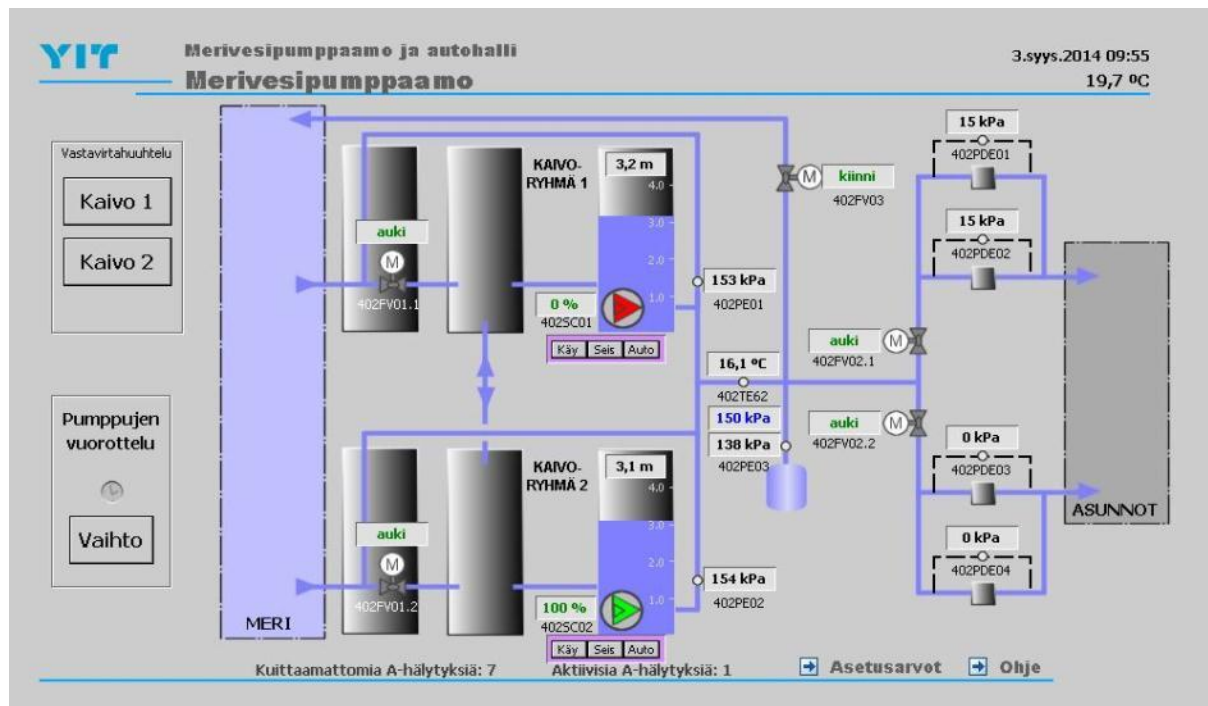 YIT
Merivesipumppaamo ja autohalli
Merivesipumppaamo
3.syys.2014 09:55
19,7 ºC
Vastavirtahuuhtelu
Kaivo 1
Kaivo 2
Pumppujen
vuorottelu
Vaihto
MERI
auki
M
402FV01.1
KAIVO-
RYHMÄ 1
3,2 m
4.0
3.0
2.0
1.0
0 %
402SC01
Käy Seis Auto
153 kPa
402PE01
16,1 ºC
402TE62
150 kPa
138 kPa
402PE03
M
kiinni
402FV03
auki
M
402FV02.1
auki
M
402FV02.2
15 kPa
402PDE01
15 kPa
402PDE02
0 kPa
402PDE03
0 kPa
402PDE04
ASUNNOT
auki
M
402FV01.2
KAIVO-
RYHMÄ 2
3,1 m
4.0
3.0
2.0
1.0
100 %
402SC02
Käy Seis Auto
154 kPa
402PE02
Kuittaamattomia A-hälytyksiä: 7
Aktiivisia A-hälytyksiä: 1
Asetusarvot
Ohje